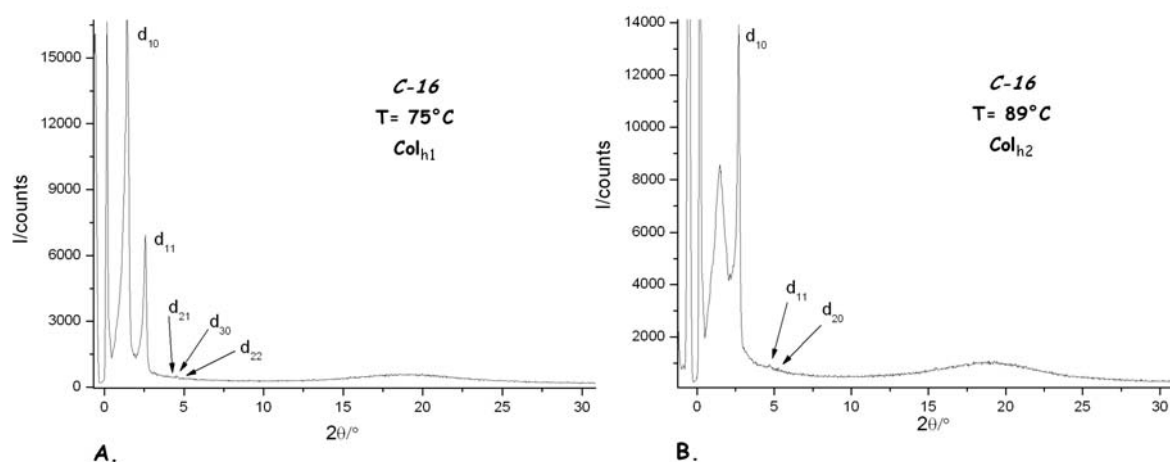 15000
12000
9000
6000
3000
0
I/counts
d₁₀
d₁₁
d₂₁
d₃₀
d₂₂
C-16
T= 75°C
Colₕ₁
0 5 10 15 20 25 30
2θ/°
A.
14000
12000
10000
8000
6000
4000
2000
I/counts
d₁₀
d₁₁
d₂₀
C-16
T= 89°C
Colₕ₂
0 5 10 15 20 25 30
2θ/°
B.